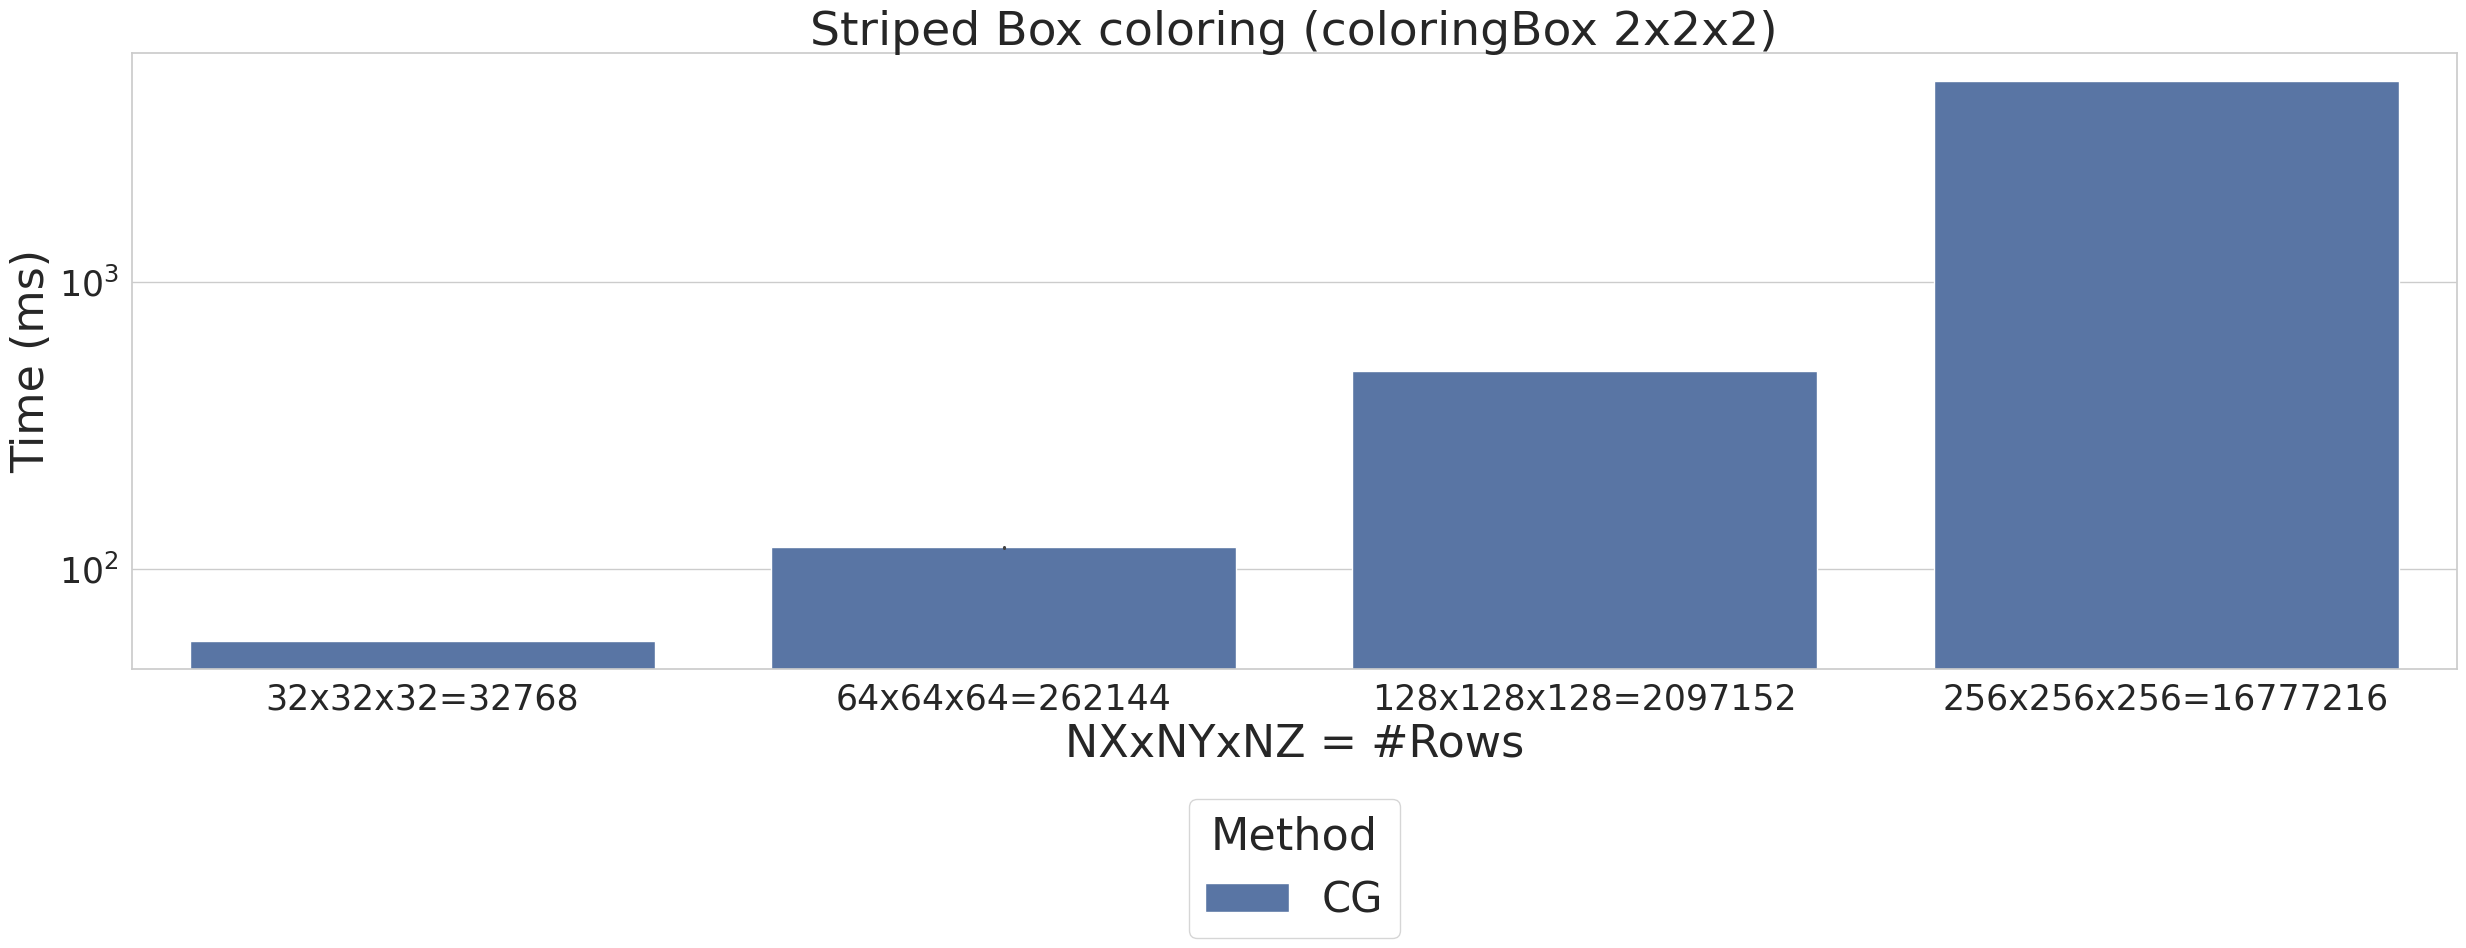 Striped Box coloring (coloringBox 2x2x2)
Time (ms)
10³
10²
32x32x32=32768
64x64x64=262144
128x128x128=2097152
256x256x256=16777216
NXxNYxNZ = #Rows
Method
CG